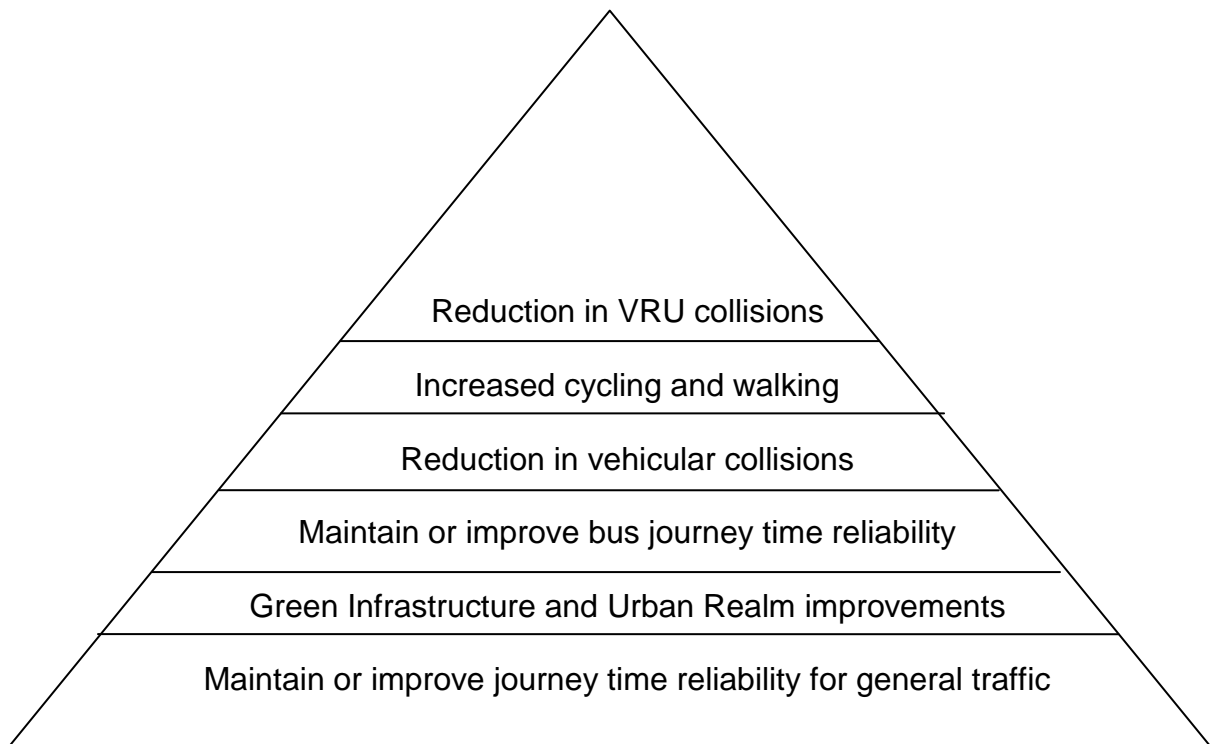 Reduction in VRU collisions
Increased cycling and walking
Reduction in vehicular collisions
Maintain or improve bus journey time reliability
Green Infrastructure and Urban Realm improvements
Maintain or improve journey time reliability for general traffic